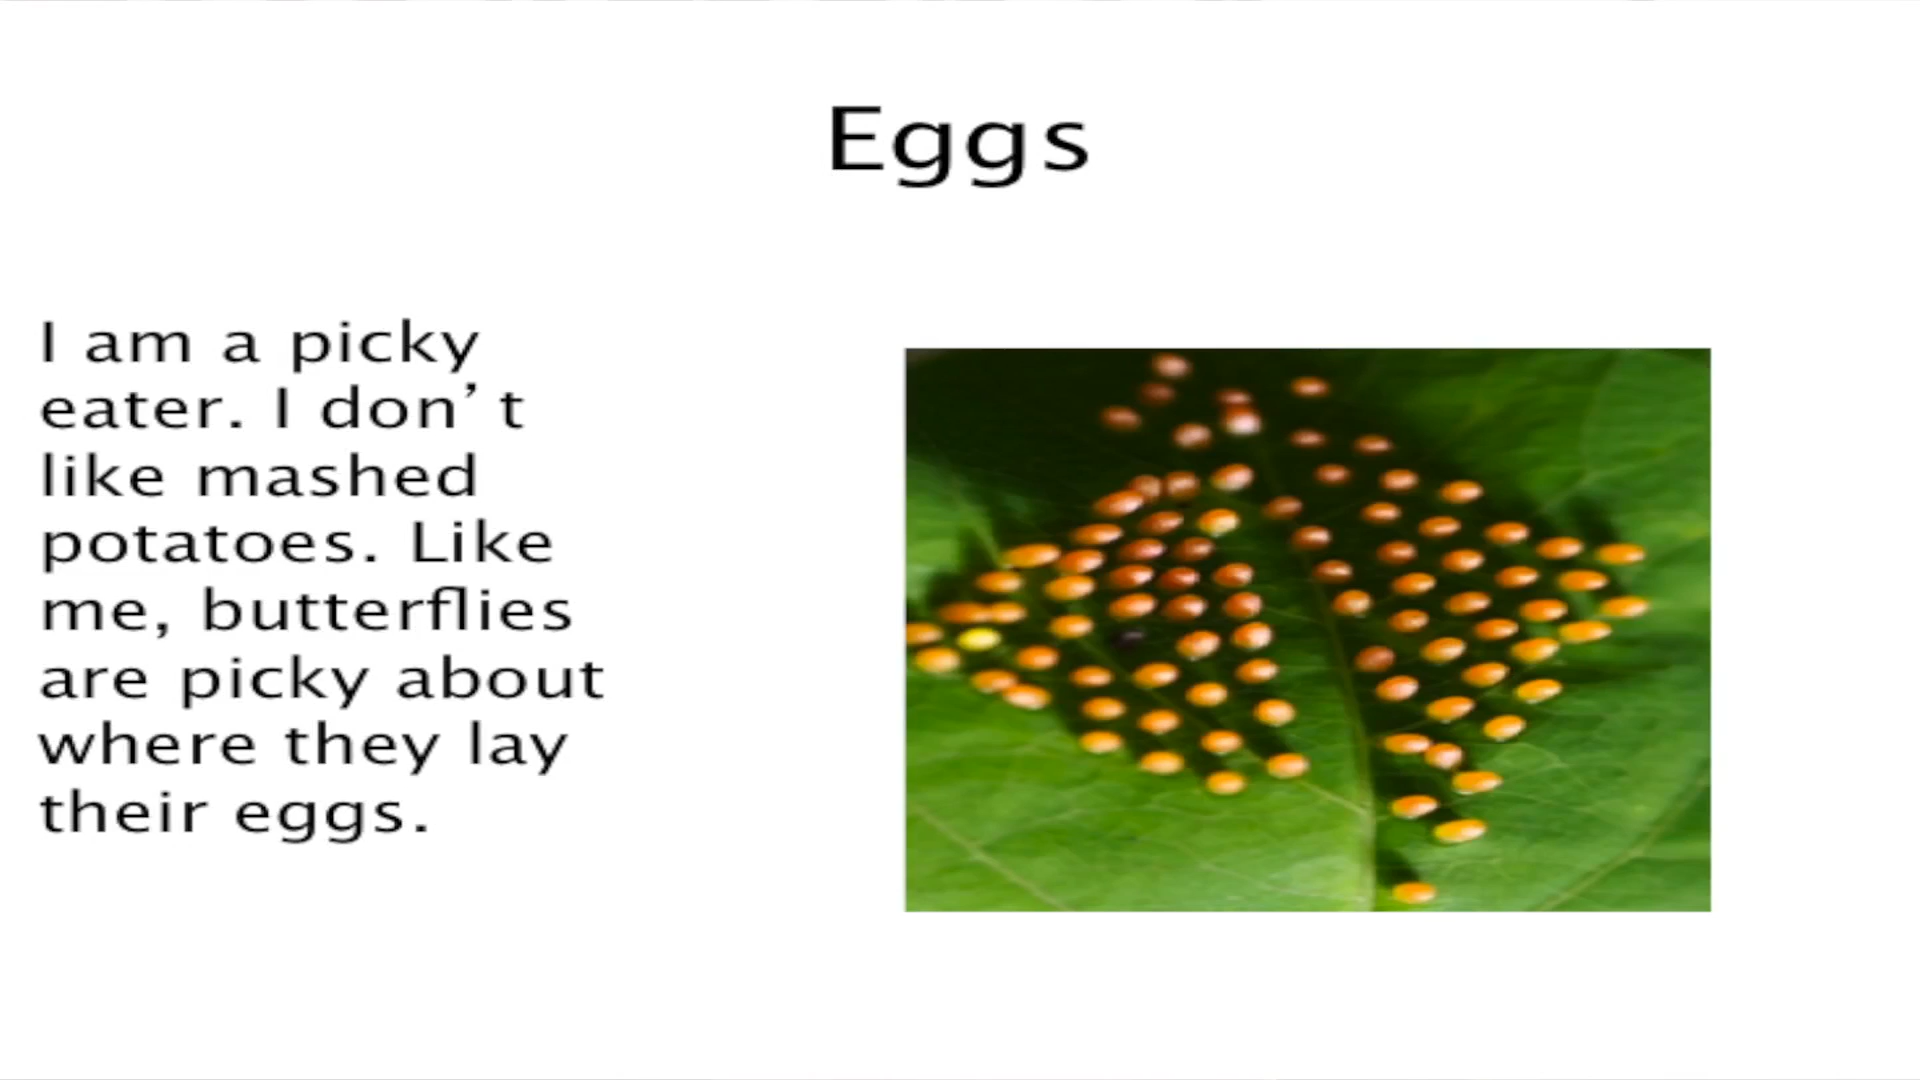 Eggs
I am a picky
eater. I don’t
like mashed
potatoes. Like
me, butterflies
are picky about
where they lay
their eggs.